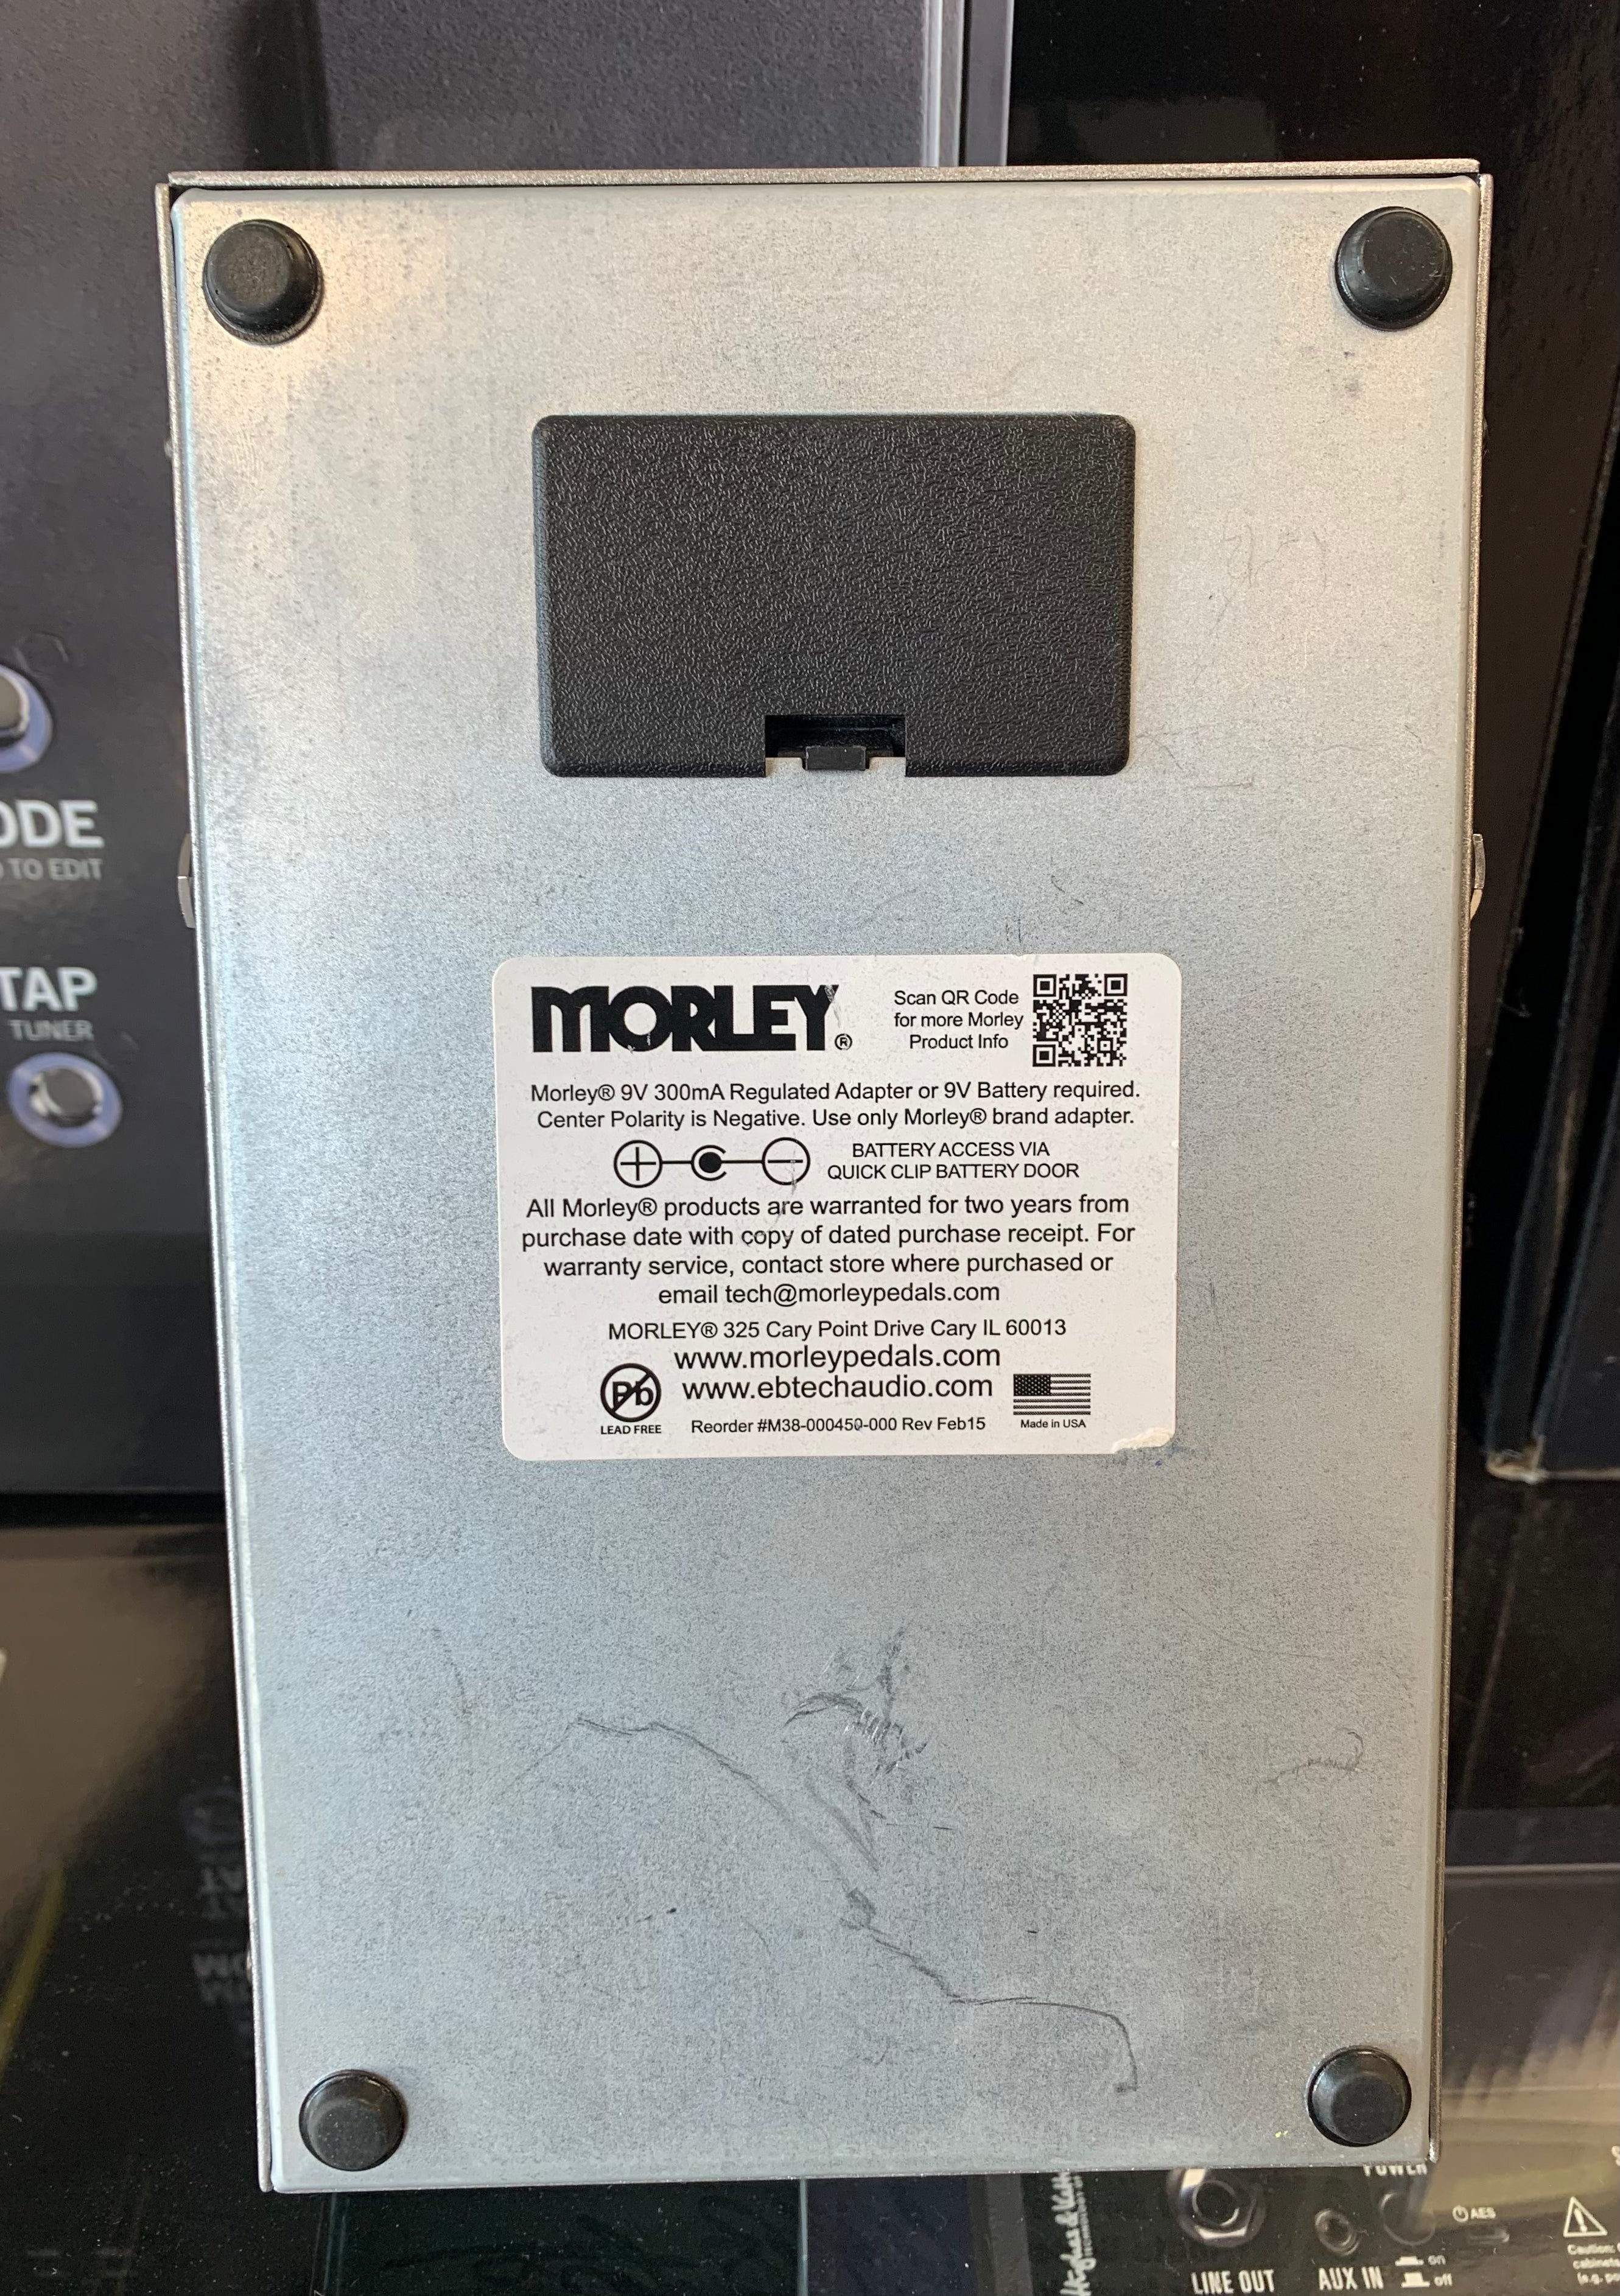 ODE
TO EDIT
TAP
TUNER
MORLEY®
Scan QR Code
for more Morley
Product Info
Morley® 9V 300mA Regulated Adapter or 9V Battery required.
Center Polarity is Negative. Use only Morley® brand adapter.
BATTERY ACCESS VIA
QUICK CLIP BATTERY DOOR
All Morley® products are warranted for two years from
purchase date with copy of dated purchase receipt. For
warranty service, contact store where purchased or
email tech@morleypedals.com
MORLEY® 325 Cary Point Drive Cary IL 60013
www.morleypedals.com
www.ebtechaudio.com
Pb
LEAD FREE
Reorder #M38-000450-000 Rev Feb15
Made in USA
POWER
AES
LINE OUT
AUX IN
on
off
Caution: